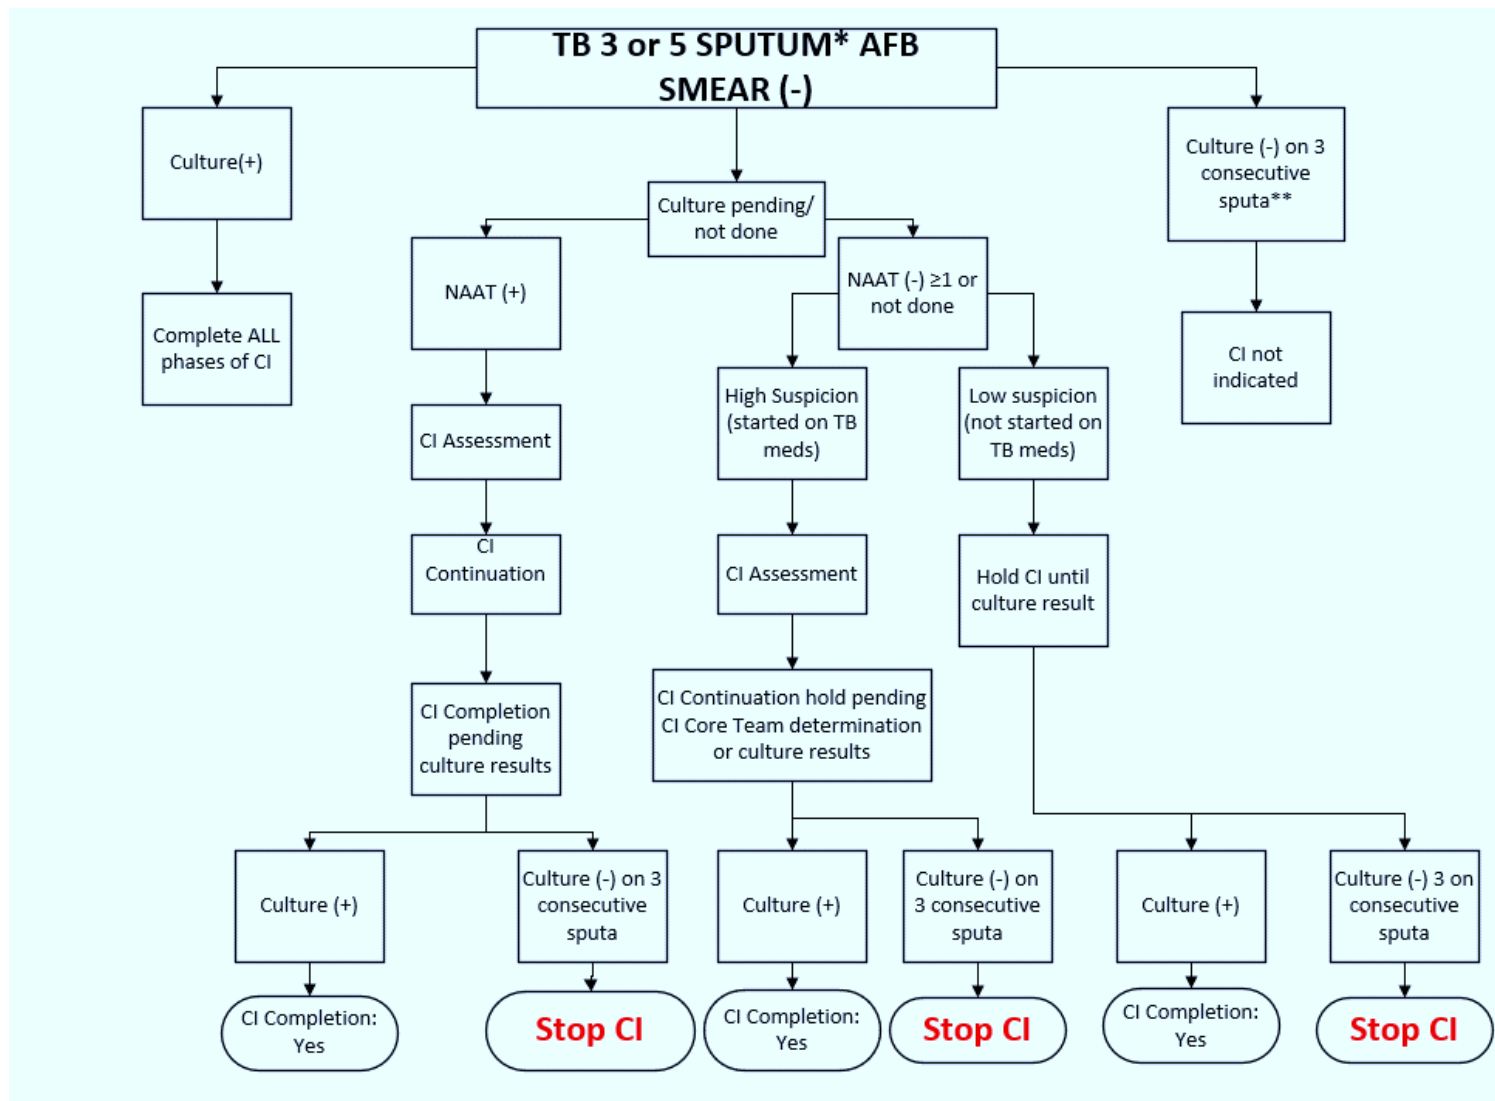 TB 3 or 5 SPUTUM* AFB
SMEAR (-)
Culture(+)
Complete ALL
phases of CI
Culture pending/
not done
Culture (-) on 3
consecutive
sputa**
CI not
indicated
NAAT (+)
NAAT (-) ≥1 or
not done
CI Assessment
CI
Continuation
CI Completion
pending
culture results
High Suspicion
(started on TB
meds)
CI Assessment
CI Continuation hold pending
CI Core Team determination
or culture results
Low suspicion
(not started on
TB meds)
Hold CI until
culture result
Culture (+)
Culture (-) on 3
consecutive
sputa
Culture (+)
Culture (-) on
3 consecutive
sputa
Culture (+)
Culture (-) 3 on
consecutive
sputa
CI Completion:
Yes
Stop CI
CI Completion:
Yes
Stop CI
CI Completion:
Yes
Stop CI